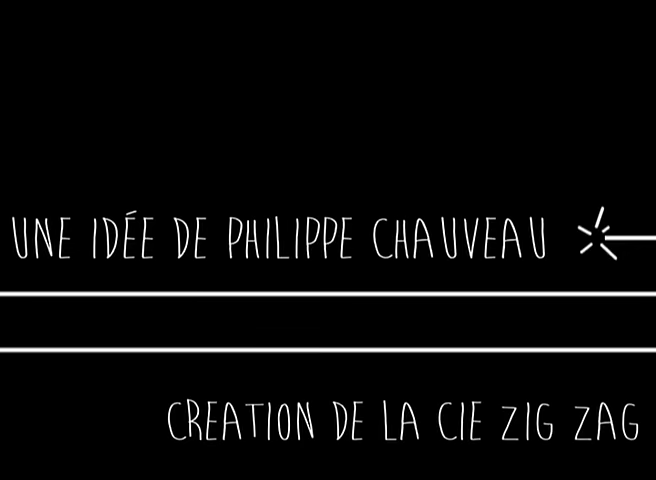 UNE IDÉE DE PHILIPPE CHAUVEAU
CREATION DE LA CIE ZIG ZAG